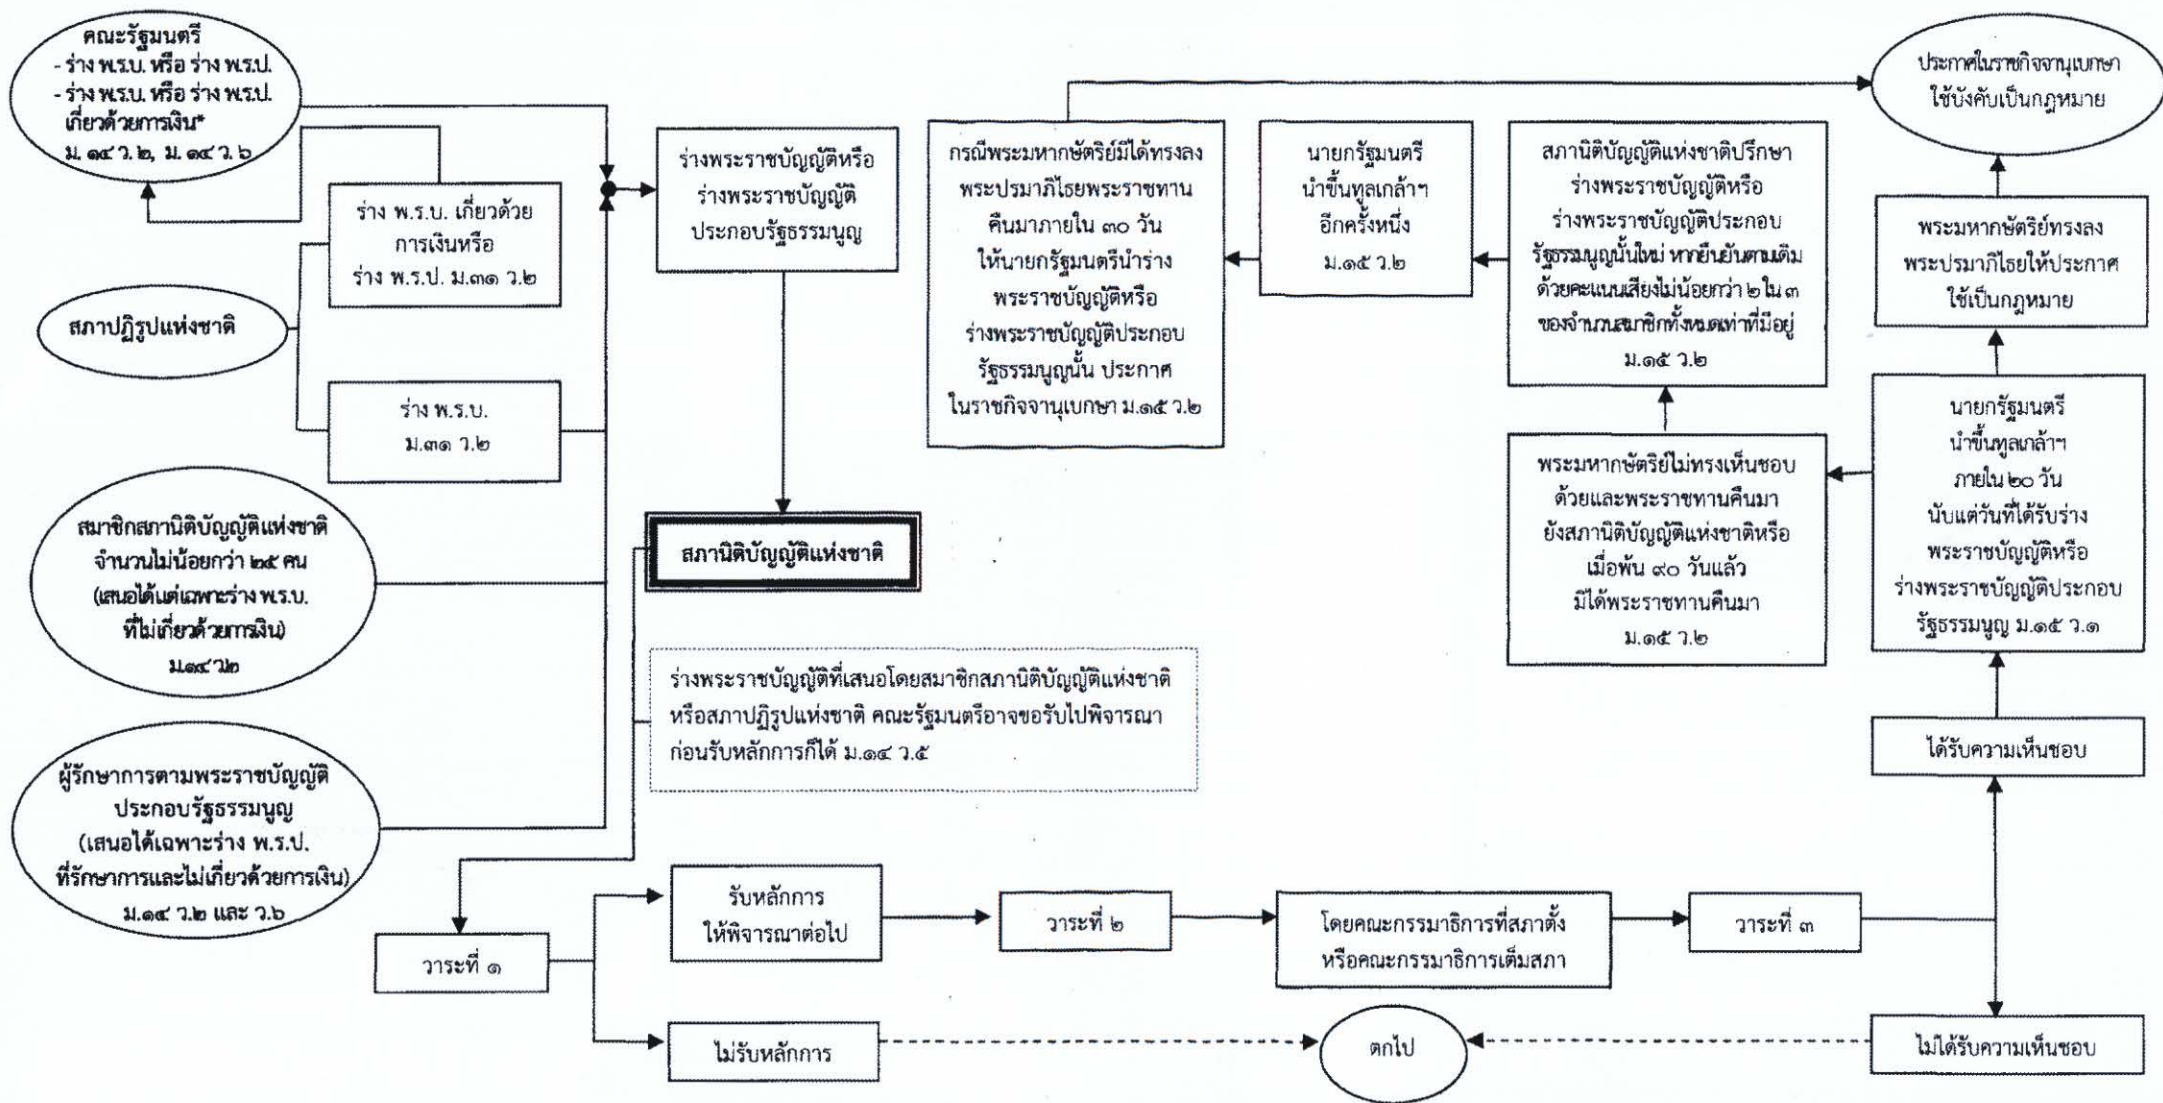 คณะรัฐมนตรี
- ร่าง พ.ร.บ. หรือ ร่าง พ.ร.ป.
- ร่าง พ.ร.บ. หรือ ร่าง พ.ร.ป.
เกี่ยวด้วยการเงิน*
ม. ๑๔ ว. ๒, ม. ๑๔ ว. ๖
ร่าง พ.ร.บ. เกี่ยวด้วย
การเงินหรือ
ร่าง พ.ร.ป. ม.๓๑ ว.๒
สภาปฏิรูปแห่งชาติ
ร่าง พ.ร.บ.
ม.๓๑ ว.๒
สมาชิกสภานิติบัญญัติแห่งชาติ
จำนวนไม่น้อยกว่า ๒๕ คน
(เสนอได้แต่เฉพาะร่าง พ.ร.บ.
ที่ไม่เกี่ยวด้วยการเงิน)
ม.๑๔ ว๒
ผู้รักษาการตามพระราชบัญญัติ
ประกอบรัฐธรรมนูญ
(เสนอได้เฉพาะร่าง พ.ร.ป.
ที่รักษาการและไม่เกี่ยวด้วยการเงิน)
ม.๑๔ ว.๒ และ ว.๖
ร่างพระราชบัญญัติหรือ
ร่างพระราชบัญญัติ
ประกอบรัฐธรรมนูญ
สภานิติบัญญัติแห่งชาติ
ร่างพระราชบัญญัติที่เสนอโดยสมาชิกสภานิติบัญญัติแห่งชาติ
หรือสภาปฏิรูปแห่งชาติ คณะรัฐมนตรีอาจขอรับไปพิจารณา
ก่อนรับหลักการก็ได้ ม.๑๔ ว.๕
วาระที่ ๑
รับหลักการ
ให้พิจารณาต่อไป
ไม่รับหลักการ
วาระที่ ๒
โดยคณะกรรมาธิการที่สภาตั้ง
หรือคณะกรรมาธิการเต็มสภา
วาระที่ ๓
ตกไป
ไม่ได้รับความเห็นชอบ
ได้รับความเห็นชอบ
นายกรัฐมนตรี
นำขึ้นทูลเกล้าฯ
ภายใน ๒๐ วัน
นับแต่วันที่ได้รับร่าง
พระราชบัญญัติหรือ
ร่างพระราชบัญญัติประกอบ
รัฐธรรมนูญ ม.๑๕ ว.๑
พระมหากษัตริย์ทรงลง
พระปรมาภิไธยให้ประกาศ
ใช้เป็นกฎหมาย
ประกาศในราชกิจจานุเบกษา
ใช้บังคับเป็นกฎหมาย
พระมหากษัตริย์ไม่ทรงเห็นชอบ
ด้วยและพระราชทานคืนมา
ยังสภานิติบัญญัติแห่งชาติหรือ
เมื่อพ้น ๙๐ วันแล้ว
มิได้พระราชทานคืนมา
ม.๑๕ ว.๒
สภานิติบัญญัติแห่งชาติปรึกษา
ร่างพระราชบัญญัติหรือ
ร่างพระราชบัญญัติประกอบ
รัฐธรรมนูญนั้นใหม่ หากยืนยันตามเดิม
ด้วยคะแนนเสียงไม่น้อยกว่า ๒ ใน ๓
ของจำนวนสมาชิกทั้งหมดเท่าที่มีอยู่
ม.๑๕ ว.๒
นายกรัฐมนตรี
นำขึ้นทูลเกล้าฯ
อีกครั้งหนึ่ง
ม.๑๕ ว.๒
กรณีพระมหากษัตริย์มิได้ทรงลง
พระปรมาภิไธยพระราชทาน
คืนมาภายใน ๓๐ วัน
ให้นายกรัฐมนตรีนำร่าง
พระราชบัญญัติหรือ
ร่างพระราชบัญญัติประกอบ
รัฐธรรมนูญนั้น ประกาศ
ในราชกิจจานุเบกษา ม.๑๕ ว.๒